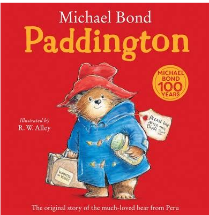 Michael Bond
Paddington
MICHAEL
BOND
100
YEARS
Illustrated by
R. W. Alley
The original story of the much-loved bear from Peru